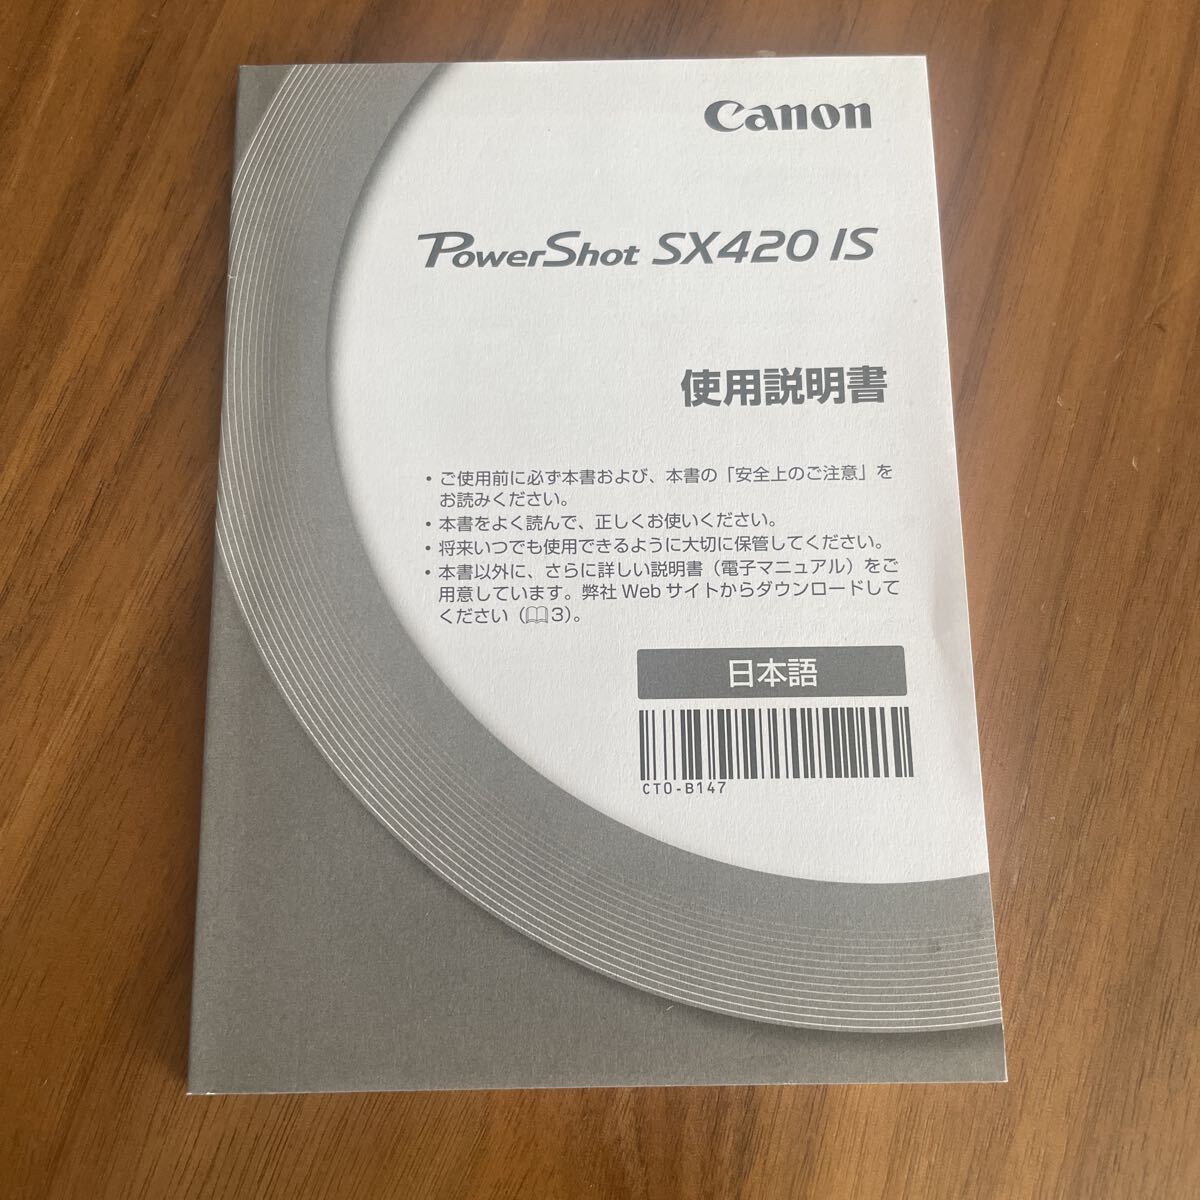 Canon
PowerShot SX420 IS
使用説明書
・ご使用前に必ず本書および、本書の「安全上のご注意」を
お読みください。
・本書をよく読んで、正しくお使いください。
・将来いつでも使用できるように大切に保管してください。
・本書以外に、さらに詳しい説明書（電子マニュアル）をご
用意しています。弊社 Web サイトからダウンロードして
ください（📖3）。
日本語
CT0-B147